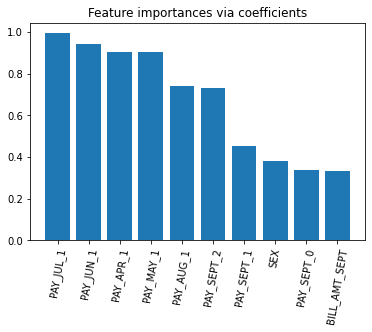 Feature importances via coefficients
1.0
0.8
0.6
0.4
0.2
0.0
PAY_JUL_1
PAY_JUN_1
PAY_APR_1
PAY_MAY_1
PAY_AUG_1
PAY_SEPT_2
PAY_SEPT_1
SEX
PAY_SEPT_0
BILL_AMT_SEPT